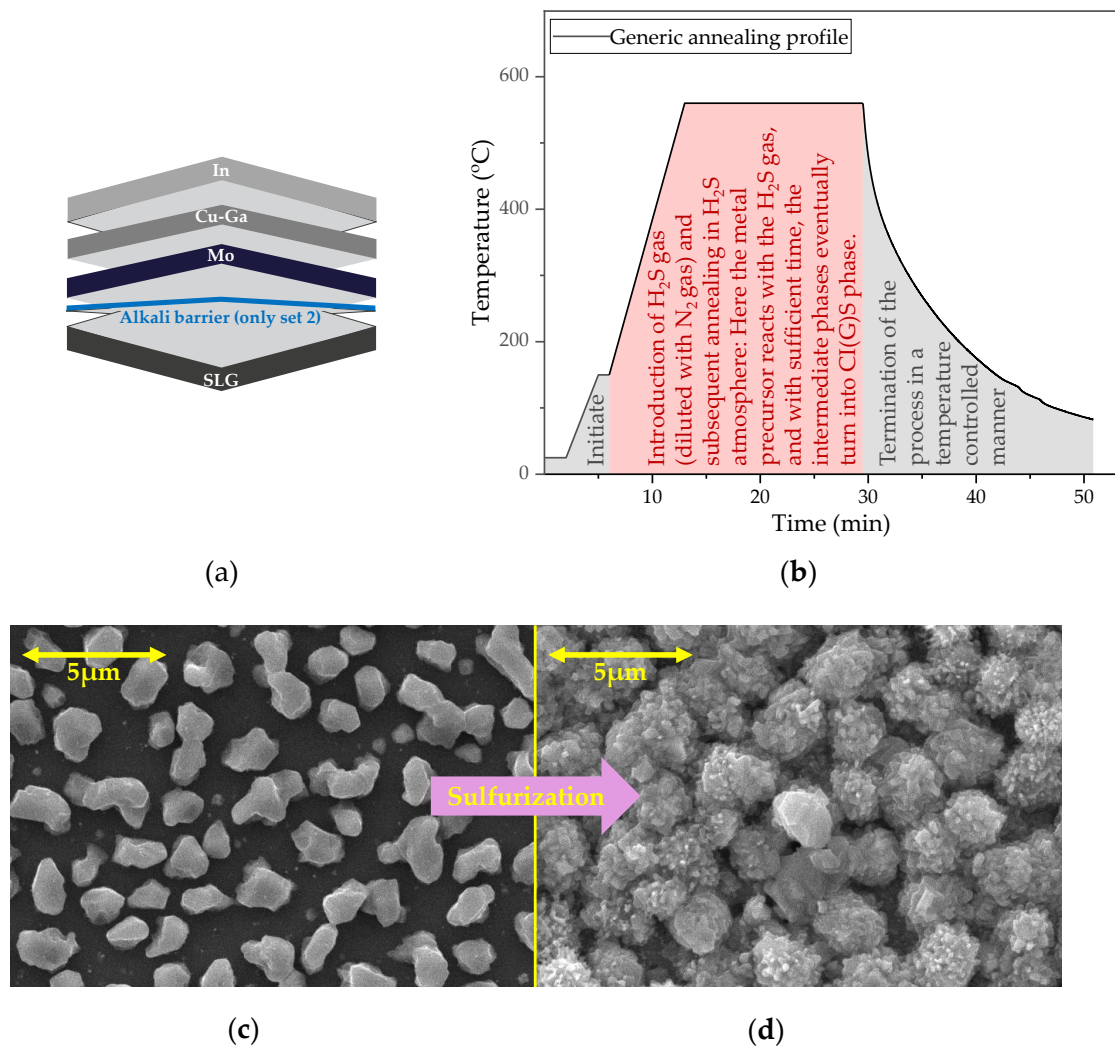 (a)
(b)
In
Cu-Ga
Mo
Alkali barrier (only set 2)
SLG
Generic annealing profile
Temperature (°C)
600
400
200
0
Initiate
Introduction of H₂S gas
(diluted with N₂ gas) and
subsequent annealing in H₂S
atmosphere: Here the metal
precursor reacts with the H₂S gas,
and with sufficient time, the
intermediate phases eventually
turn into CI(G)S phase.
Termination of the
process in a
temperature
controlled
manner
10
20
30
40
50
Time (min)
(a)
(b)
5μm
5μm
Sulfurization
(c)
(d)